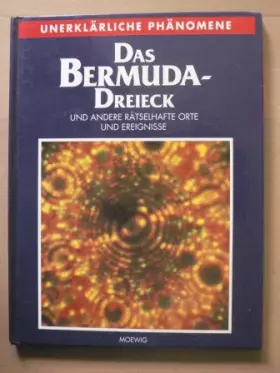 UNERKLÄRLICHE PHÄNOMENE
DAS
BERMUDA-
DREIECK
UND ANDERE RÄTSELHAFTE ORTE
UND EREIGNISSE
MOEWIG